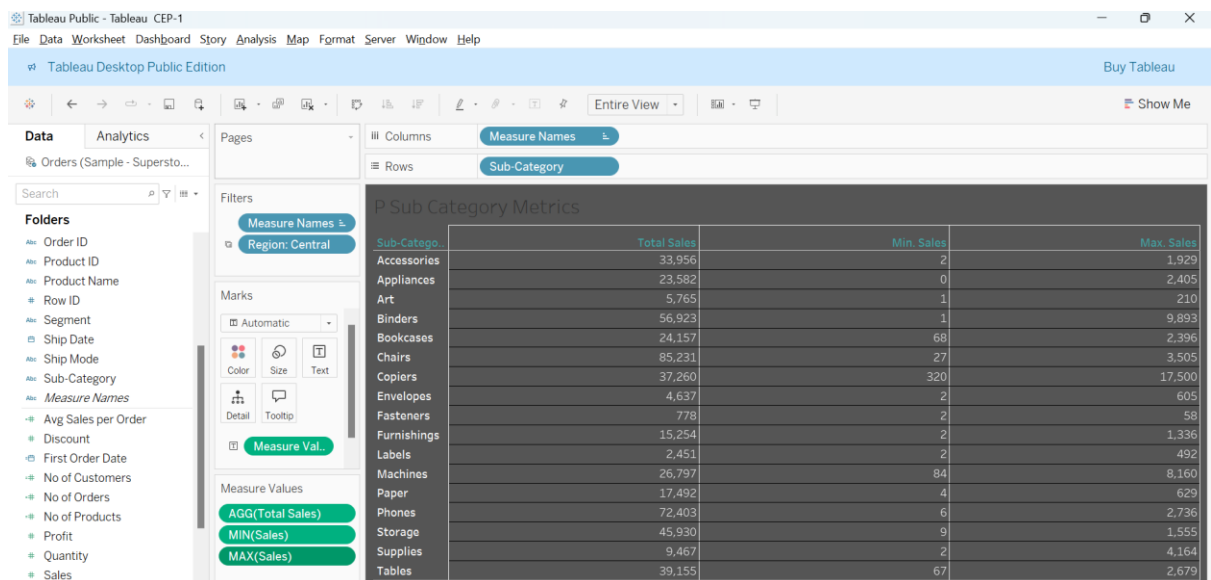 Tableau Public - Tableau CEP-1
File Data Worksheet Dashboard Story Analysis Map Format Server Window Help
Tableau Desktop Public Edition
Buy Tableau
Entire View
Show Me
Data
Analytics
Orders (Sample - Supersto...
Search
Folders
Abc Order ID
Abc Product ID
Abc Product Name
# Row ID
Abc Segment
Ship Date
Abc Ship Mode
Abc Sub-Category
Abc Measure Names
=# Avg Sales per Order
# Discount
First Order Date
=# No of Customers
=# No of Orders
=# No of Products
# Profit
# Quantity
# Sales
Pages
Filters
Measure Names
Region: Central
Marks
Automatic
Color Size Text
Detail Tooltip
Measure Val..
Measure Values
AGG(Total Sales)
MIN(Sales)
MAX(Sales)
iii Columns
Measure Names
Rows
Sub-Category
P Sub Category Metrics
Sub-Catego.. Total Sales Min. Sales Max. Sales
Accessories 33,956 2 1,929
Appliances 23,582 0 2,405
Art 5,765 1 210
Binders 56,923 1 9,893
Bookcases 24,157 68 2,396
Chairs 85,231 27 3,505
Copiers 37,260 320 17,500
Envelopes 4,637 2 605
Fasteners 778 2 58
Furnishings 15,254 2 1,336
Labels 2,451 2 492
Machines 26,797 84 8,160
Paper 17,492 4 629
Phones 72,403 6 2,736
Storage 45,930 9 1,555
Supplies 9,467 2 4,164
Tables 39,155 67 2,679